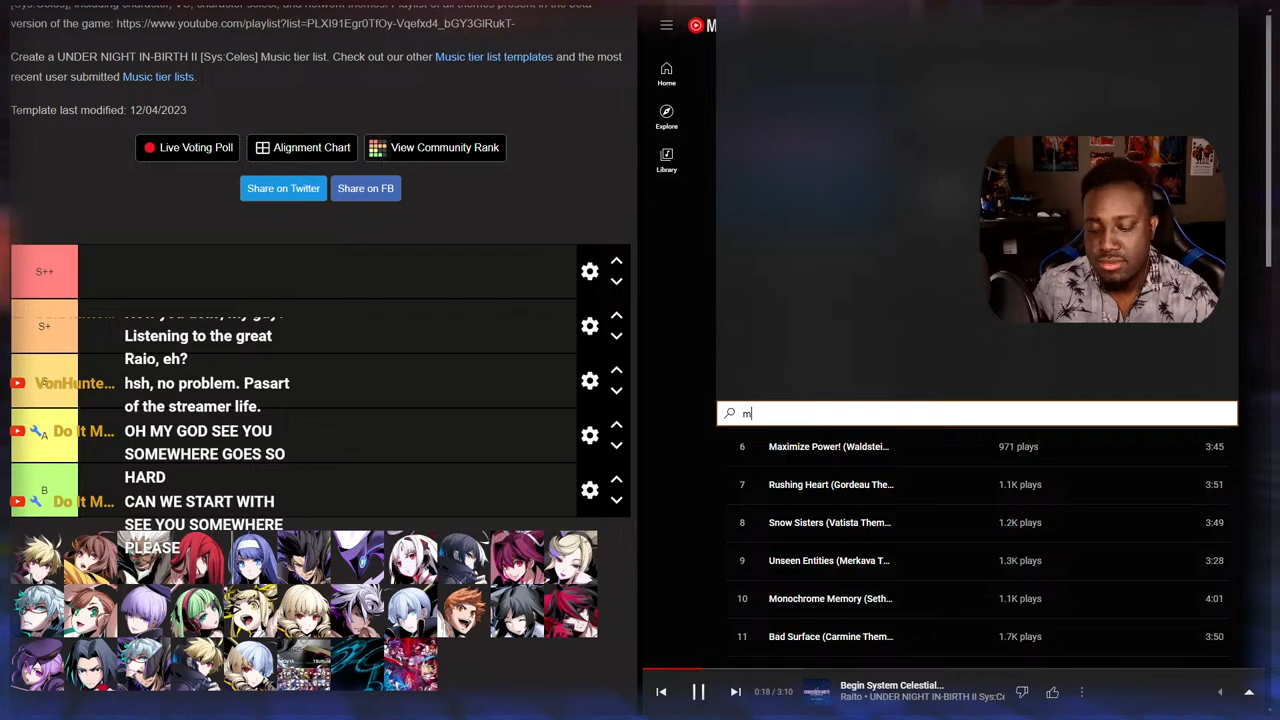 [Sys:Celes], including character, VS, character select, and network themes. Playlist of all themes present in the beta
version of the game: https://www.youtube.com/playlist?list=PLXI91Egr0TfOy-Vqefxd4_bGY3GlRukT-
Create a UNDER NIGHT IN-BIRTH II [Sys:Celes] Music tier list. Check out our other Music tier list templates and the most
recent user submitted Music tier lists.
Template last modified: 12/04/2023
Live Voting Poll
Alignment Chart
View Community Rank
Share on Twitter
Share on FB
S++
S+
Listening to the great
Raio, eh?
S
VonHunte...
hsh, no problem. Pasart
of the streamer life.
A
Do It M...
OH MY GOD SEE YOU
SOMEWHERE GOES SO
HARD
B
Do It M...
CAN WE START WITH
SEE YOU SOMEWHERE
PLEASE
M
Home
Explore
Library
m
6 Maximize Power! (Waldstei... 971 plays 3:45
7 Rushing Heart (Gordeau The... 1.1K plays 3:51
8 Snow Sisters (Vatista Them... 1.2K plays 3:49
9 Unseen Entities (Merkava T... 1.3K plays 3:28
10 Monochrome Memory (Seth... 1.1K plays 4:01
11 Bad Surface (Carmine Them... 1.7K plays 3:50
0:18 / 3:10
Begin System Celestial...
Raito • UNDER NIGHT IN-BIRTH II Sys:Ce